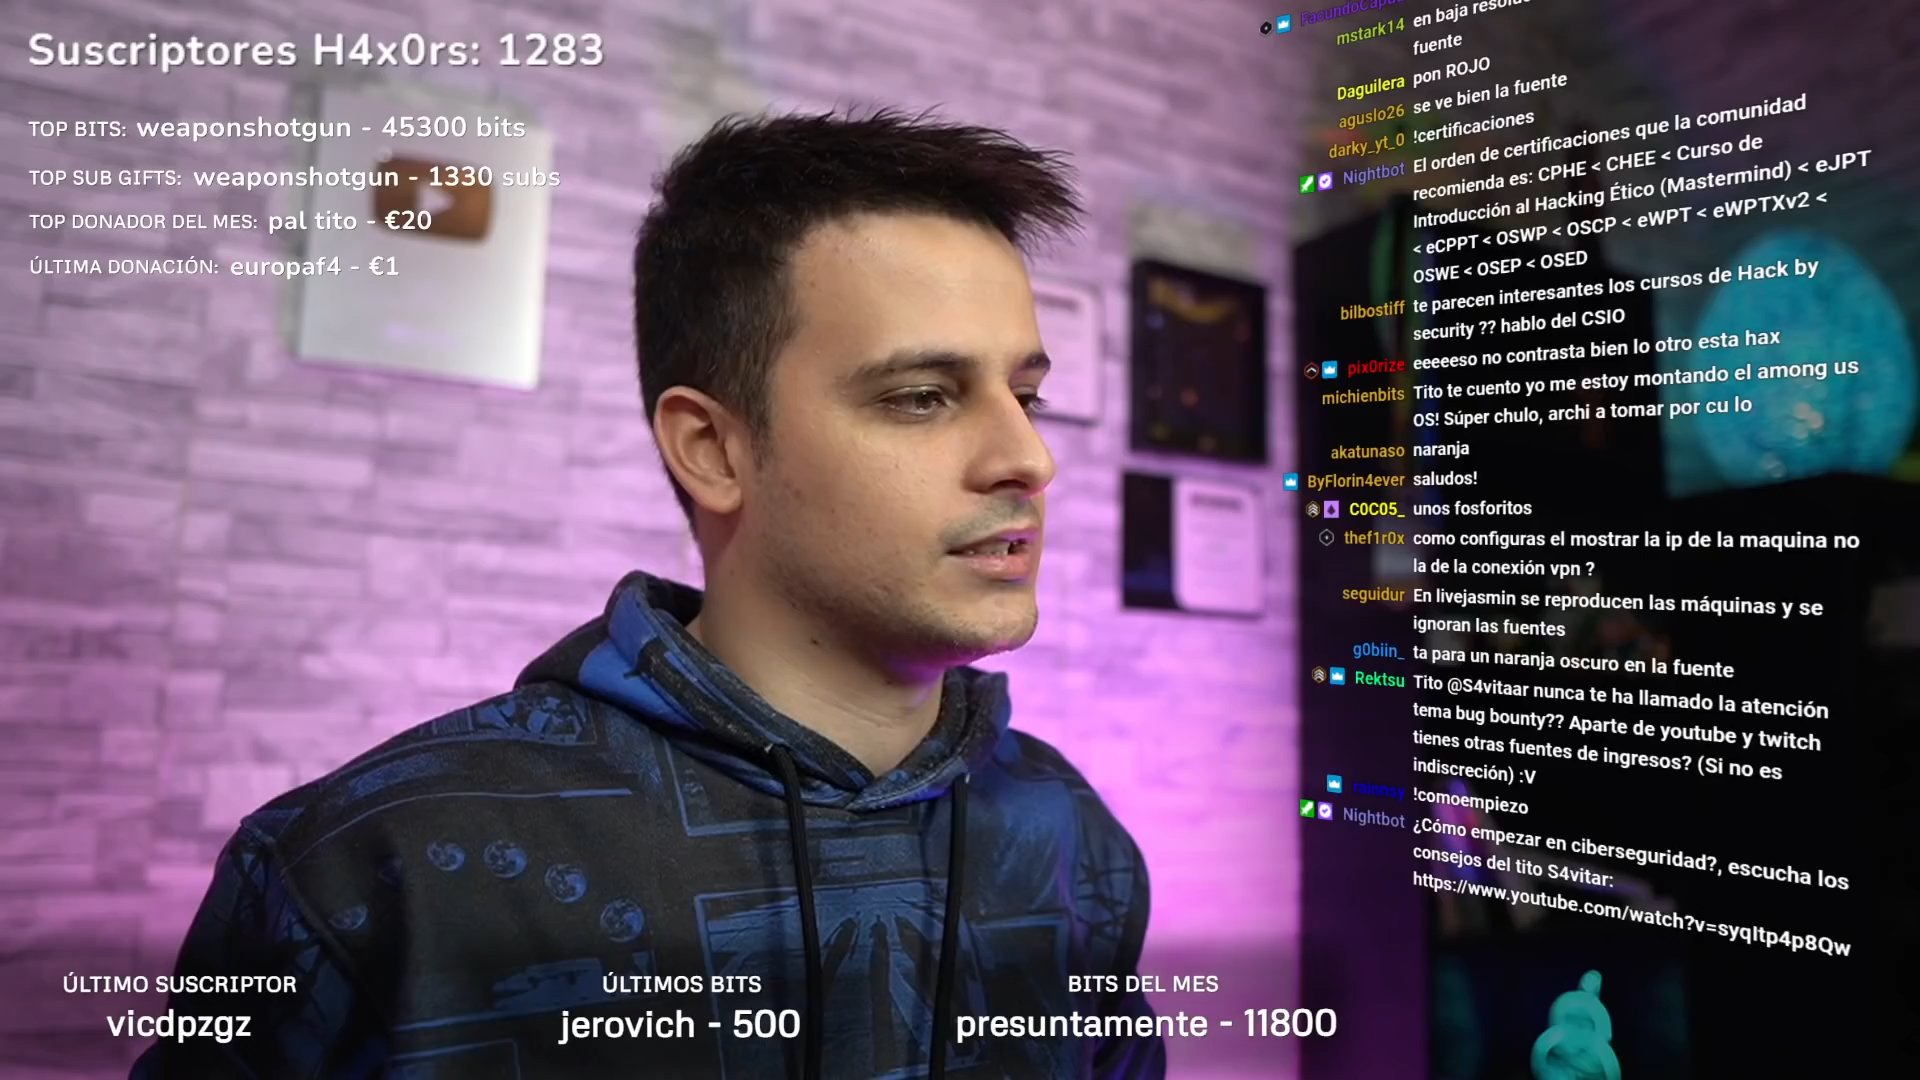 Suscriptores H4x0rs: 1283
TOP BITS: weaponshotgun - 45300 bits
TOP SUB GIFTS: weaponshotgun - 1330 subs
TOP DONADOR DEL MES: pal tito - €20
ÚLTIMA DONACIÓN: europaf4 - €1
mstark14 en baja
fuente
Daguilera pon ROJO
aguslo26 se ve bien la fuente
darky_yt_0 !certificaciones
Nightbot El orden de certificaciones que la comunidad
recomienda es: CPHE < CHEE < Curso de
Introducción al Hacking Ético (Mastermind) < eJPT
< eCPPT < OSWP < OSCP < eWPT < eWPTXv2 <
OSWE < OSEP < OSED
bilbostiff te parecen interesantes los cursos de Hack by
security ?? hablo del CSIO
pix0rize eeeeeso no contrasta bien lo otro esta hax
michienbits Tito te cuento yo me estoy montando el among us
OS! Súper chulo, archi a tomar por cu lo
akatunaso naranja
ByFlorin4ever saludos!
C0C05_ unos fosforitos
thef1r0x como configuras el mostrar la ip de la maquina no
la de la conexión vpn ?
seguidur En livejasmin se reproducen las máquinas y se
ignoran las fuentes
g0biin_ ta para un naranja oscuro en la fuente
Rektsu Tito @S4vitaar nunca te ha llamado la atención
tema bug bounty?? Aparte de youtube y twitch
tienes otras fuentes de ingresos? (Si no es
indiscreción) :V
!comoempiezo
Nightbot ¿Cómo empezar en ciberseguridad?, escucha los
consejos del tito S4vitar:
https://www.youtube.com/watch?v=syqItp4p8Qw
ÚLTIMO SUSCRIPTOR
vicdpzgz
ÚLTIMOS BITS
jerovich - 500
BITS DEL MES
presuntamente - 11800